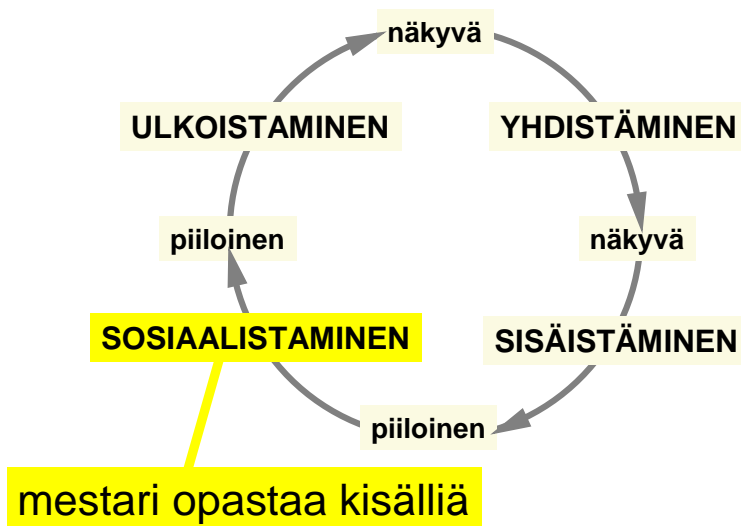 näkyvä
ULKOISTAMINEN
YHDISTÄMINEN
piiloinen
näkyvä
SOSIAALISTAMINEN
SISÄISTÄMINEN
piiloinen
mestari opastaa kisälliä